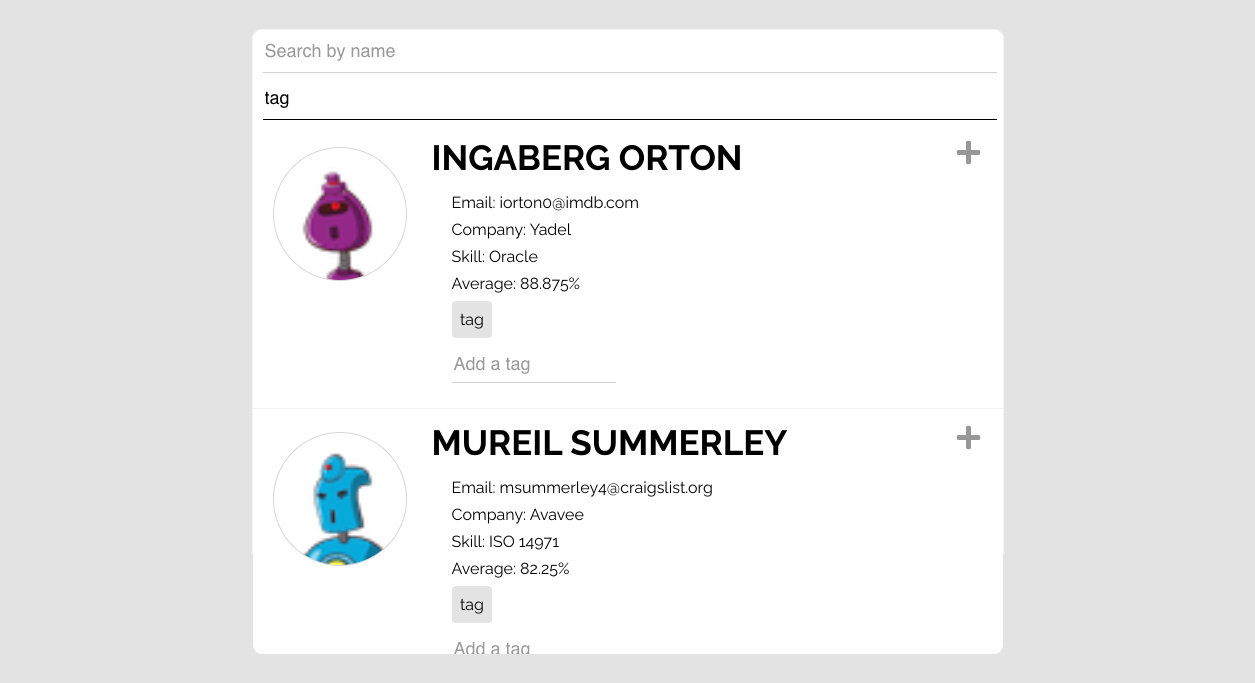 Search by name
tag
INGABERG ORTON
Email: iorton0@imdb.com
Company: Yadel
Skill: Oracle
Average: 88.875%
tag
Add a tag
MUREIL SUMMERLEY
Email: msummerley4@craigslist.org
Company: Avavee
Skill: ISO 14971
Average: 82.25%
tag
Add a tag